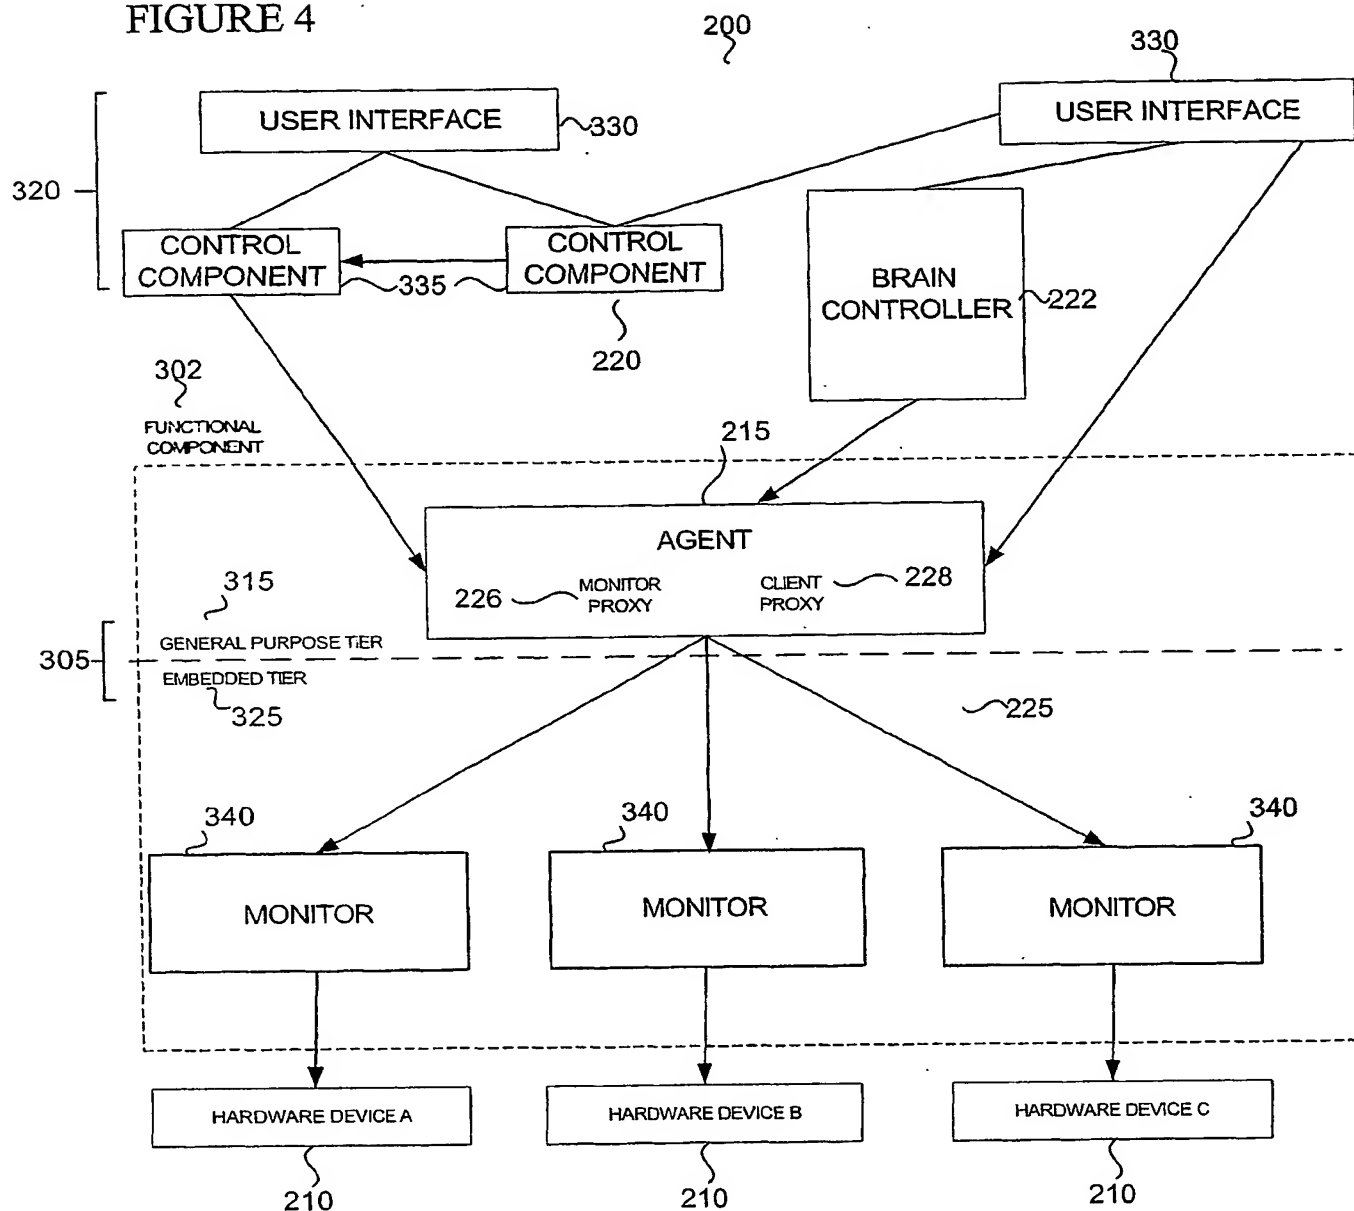 FIGURE 4
200
330
USER INTERFACE
330
USER INTERFACE
320
CONTROL
COMPONENT
335
CONTROL
COMPONENT
220
BRAIN
CONTROLLER
222
302
FUNCTIONAL
COMPONENT
215
AGENT
226
MONITOR
PROXY
CLIENT
PROXY
228
315
305
GENERAL PURPOSE TIER
EMBEDDED TIER
325
225
340
340
340
MONITOR
MONITOR
MONITOR
HARDWARE DEVICE A
HARDWARE DEVICE B
HARDWARE DEVICE C
210
210
210